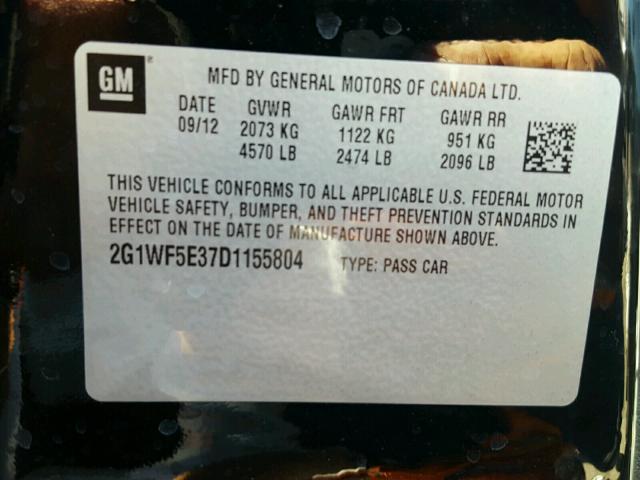 GM
MFD BY GENERAL MOTORS OF CANADA LTD.
DATE GVWR GAWR FRT GAWR RR
09/12 2073 KG 1122 KG 951 KG
4570 LB 2474 LB 2096 LB
THIS VEHICLE CONFORMS TO ALL APPLICABLE U.S. FEDERAL MOTOR
VEHICLE SAFETY, BUMPER, AND THEFT PREVENTION STANDARDS IN
EFFECT ON THE DATE OF MANUFACTURE SHOWN ABOVE.
2G1WF5E37D1155804 TYPE: PASS CAR